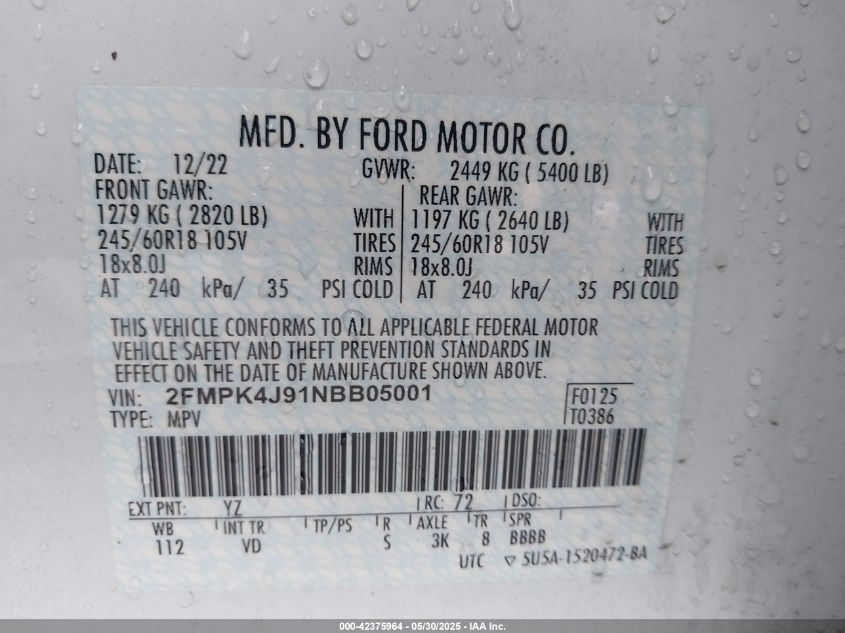 MFD. BY FORD MOTOR CO.
DATE: 12/22 GVWR: 2449 KG ( 5400 LB)
FRONT GAWR: REAR GAWR:
1279 KG ( 2820 LB) WITH 1197 KG ( 2640 LB) WITH
245/60R18 105V TIRES 245/60R18 105V TIRES
18x8.0J RIMS 18x8.0J RIMS
AT 240 kPa/ 35 PSI COLD AT 240 kPa/ 35 PSI COLD
THIS VEHICLE CONFORMS TO ALL APPLICABLE FEDERAL MOTOR
VEHICLE SAFETY AND THEFT PREVENTION STANDARDS IN
EFFECT ON THE DATE OF MANUFACTURE SHOWN ABOVE.
VIN: 2FMPK4J91NBB05001 F0125
TYPE: MPV T0386
EXT PNT: YZ RC: 72 DSO:
WB INT TR TP/PS R AXLE TR SPR
112 VD S 3K 8 BBBB
UTC ▽ 5U5A-1520472-BA
000-42375964 - 05/30/2025 - IAA Inc.